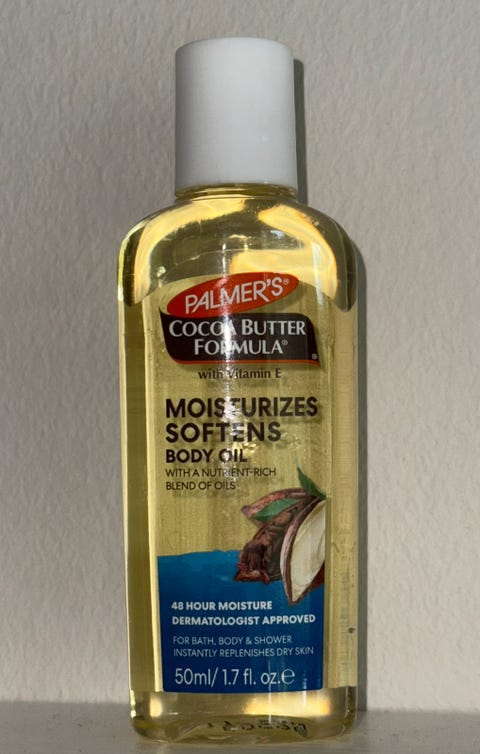 PALMER'S®
COCOA BUTTER
FORMULA®
with Vitamin E
MOISTURIZES
SOFTENS
BODY OIL
WITH A NUTRIENT-RICH
BLEND OF OILS
48 HOUR MOISTURE
DERMATOLOGIST APPROVED
FOR BATH, BODY & SHOWER
INSTANTLY REPLENISHES DRY SKIN
50ml/ 1.7 fl. oz.℮